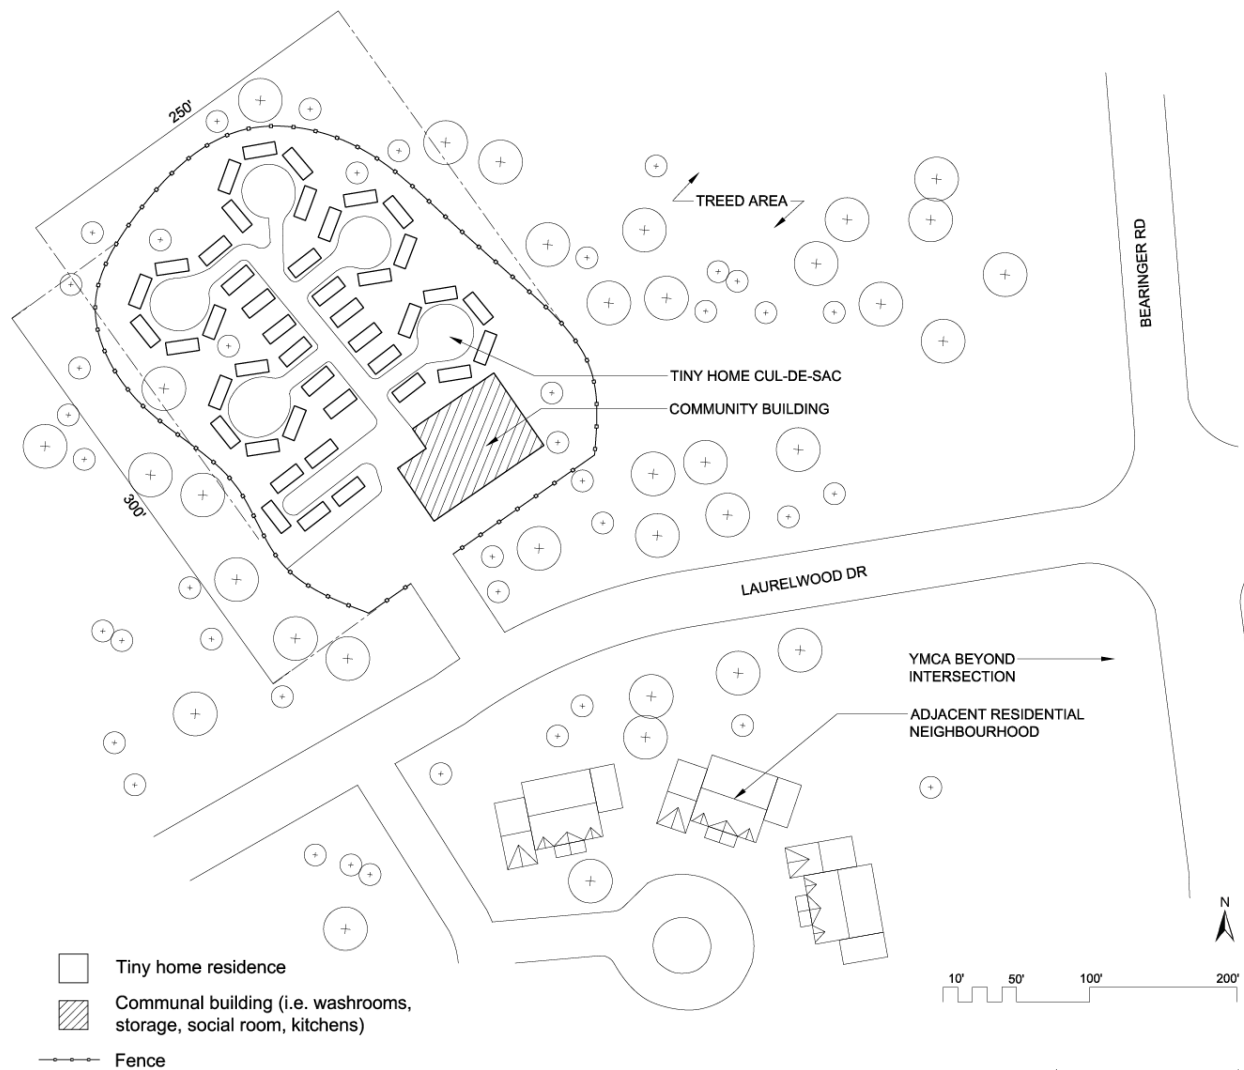 250'
TREED AREA
BEARINGER RD
TINY HOME CUL-DE-SAC
COMMUNITY BUILDING
300'
LAURELWOOD DR
YMCA BEYOND
INTERSECTION
ADJACENT RESIDENTIAL
NEIGHBOURHOOD
N
10' 50' 100' 200'
Tiny home residence
Communal building (i.e. washrooms,
storage, social room, kitchens)
Fence